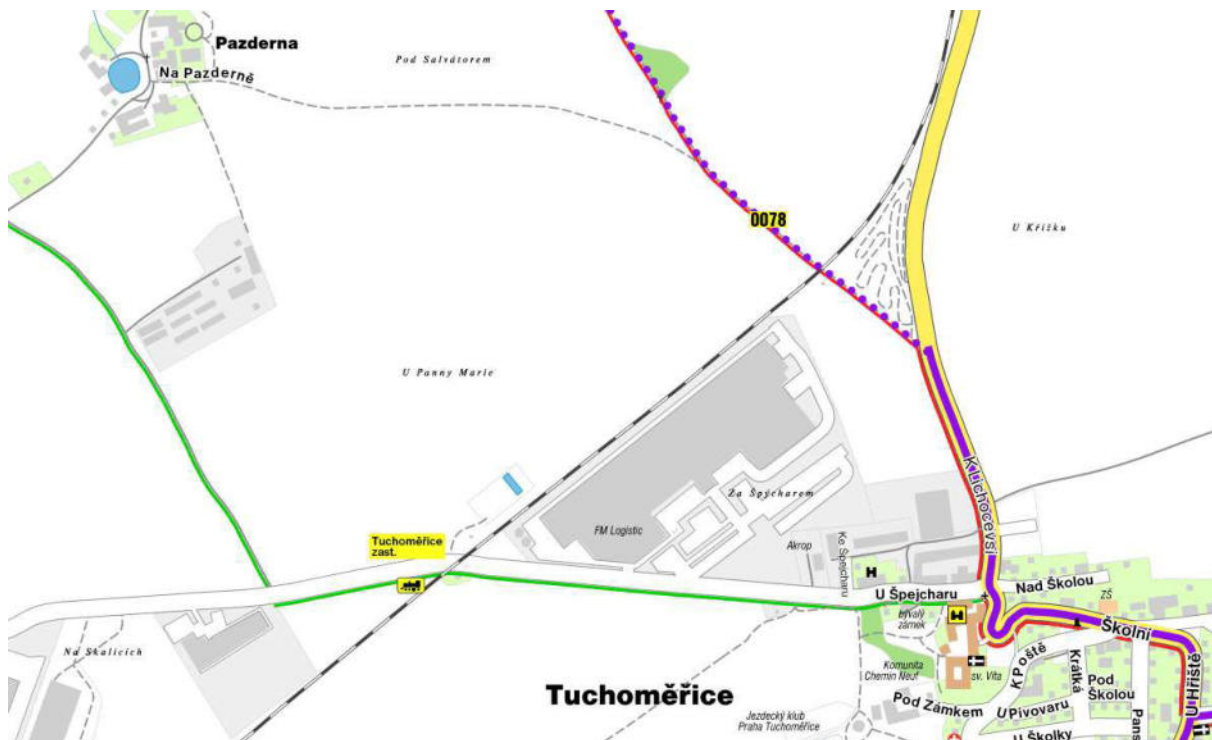 Pazderna
Pod Salvátorem
Na Pazderně
0078
U Křížku
U Panny Marie
K Lichocevsi
Za Špýcharem
FM Logistic
Tuchoměřice
zast.
Akrop
Ke Špejcharu
U Špejcharu
Nad Školou
ZŠ
bývalý
zámek
Školní
Na Skalicích
K Poště
Krátká
U Hřiště
Komunita
Chemin Neuf
sv. Víta
Pod
Školou
Tuchoměřice
Pod Zámkem
U Pivovaru
Pans
Jezdecký klub
Praha Tuchoměřice
U Školky